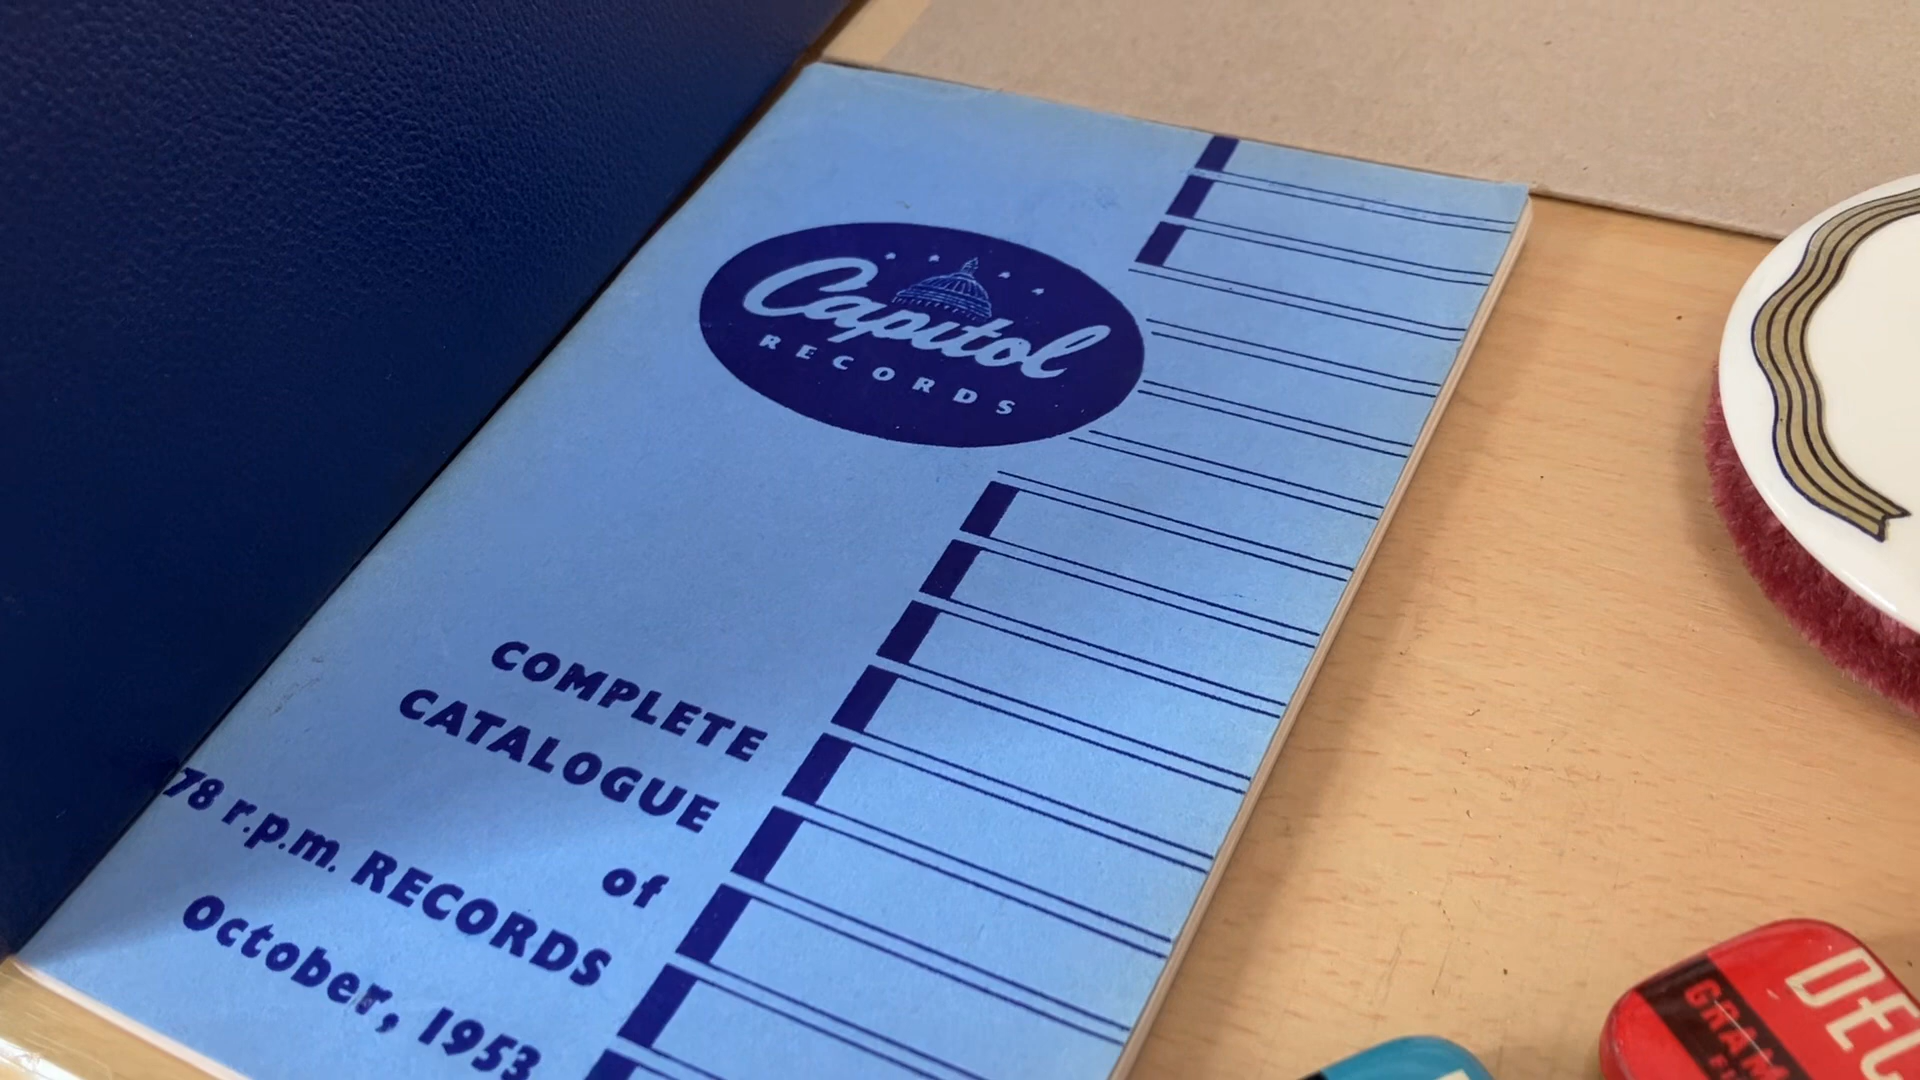 Capitol
RECORDS
COMPLETE
CATALOGUE
of
78 r.p.m. RECORDS
October, 1953